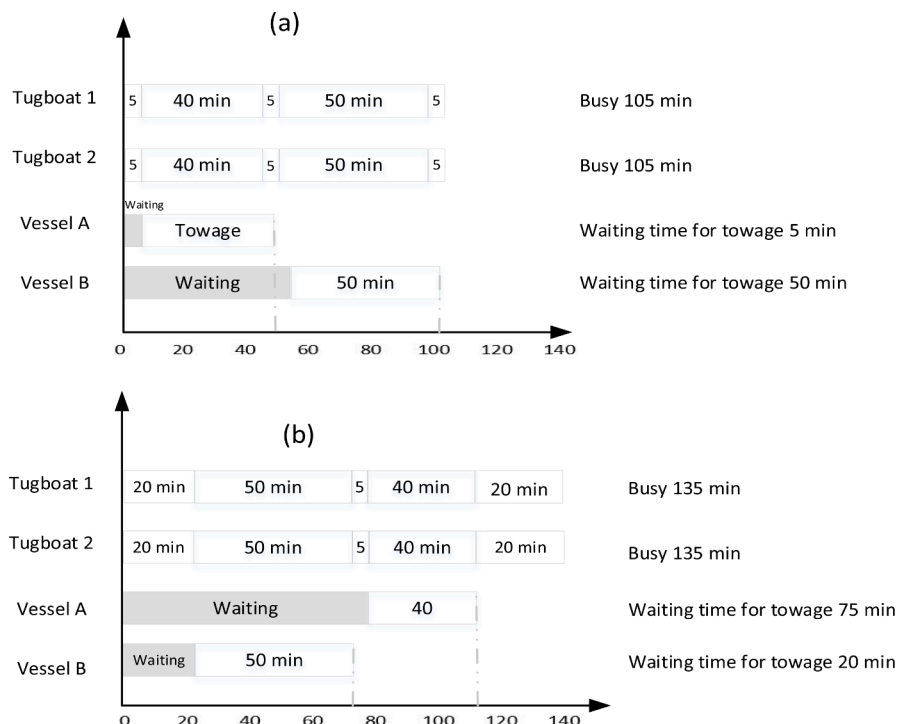 (a)
Tugboat 1 5 40 min 5 50 min 5 Busy 105 min
Tugboat 2 5 40 min 5 50 min 5 Busy 105 min
Waiting
Vessel A Towage Waiting time for towage 5 min
Vessel B Waiting 50 min Waiting time for towage 50 min
0 20 40 60 80 100 120 140
(b)
Tugboat 1 20 min 50 min 5 40 min 20 min Busy 135 min
Tugboat 2 20 min 50 min 5 40 min 20 min Busy 135 min
Vessel A Waiting 40 Waiting time for towage 75 min
Vessel B Waiting 50 min Waiting time for towage 20 min
0 20 40 60 80 100 120 140